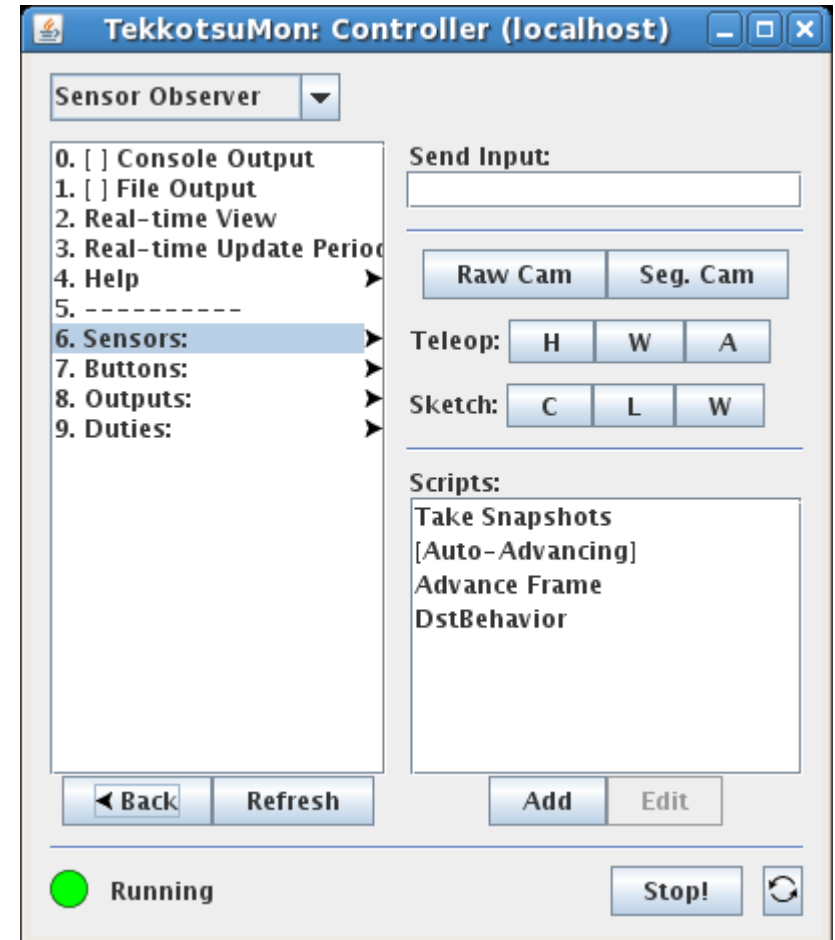 TekkotsuMon: Controller (localhost)
Sensor Observer
0. [ ] Console Output
1. [ ] File Output
2. Real-time View
3. Real-time Update Period
4. Help
5. ----------
6. Sensors:
7. Buttons:
8. Outputs:
9. Duties:
Back Refresh
Send Input:
Raw Cam Seg. Cam
Teleop: H W A
Sketch: C L W
Scripts:
Take Snapshots
[Auto-Advancing]
Advance Frame
DstBehavior
Add Edit
Running Stop!